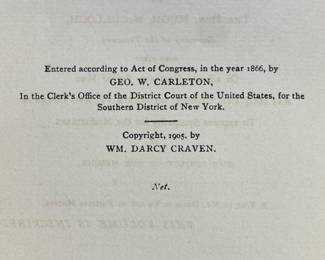 Entered according to Act of Congress, in the year 1866, by
GEO. W. CARLETON,
In the Clerk's Office of the District Court of the United States, for the
Southern District of New York.
Copyright, 1905, by
WM. DARCY CRAVEN.
Net.